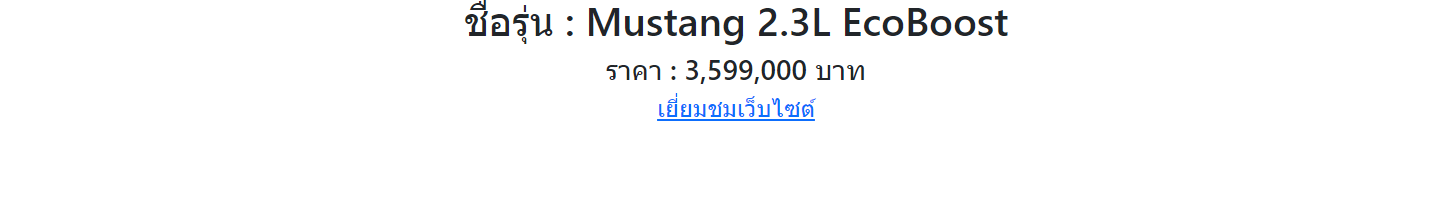 ชื่อรุ่น : Mustang 2.3L EcoBoost
ราคา : 3,599,000 บาท
เยี่ยมชมเว็บไซต์